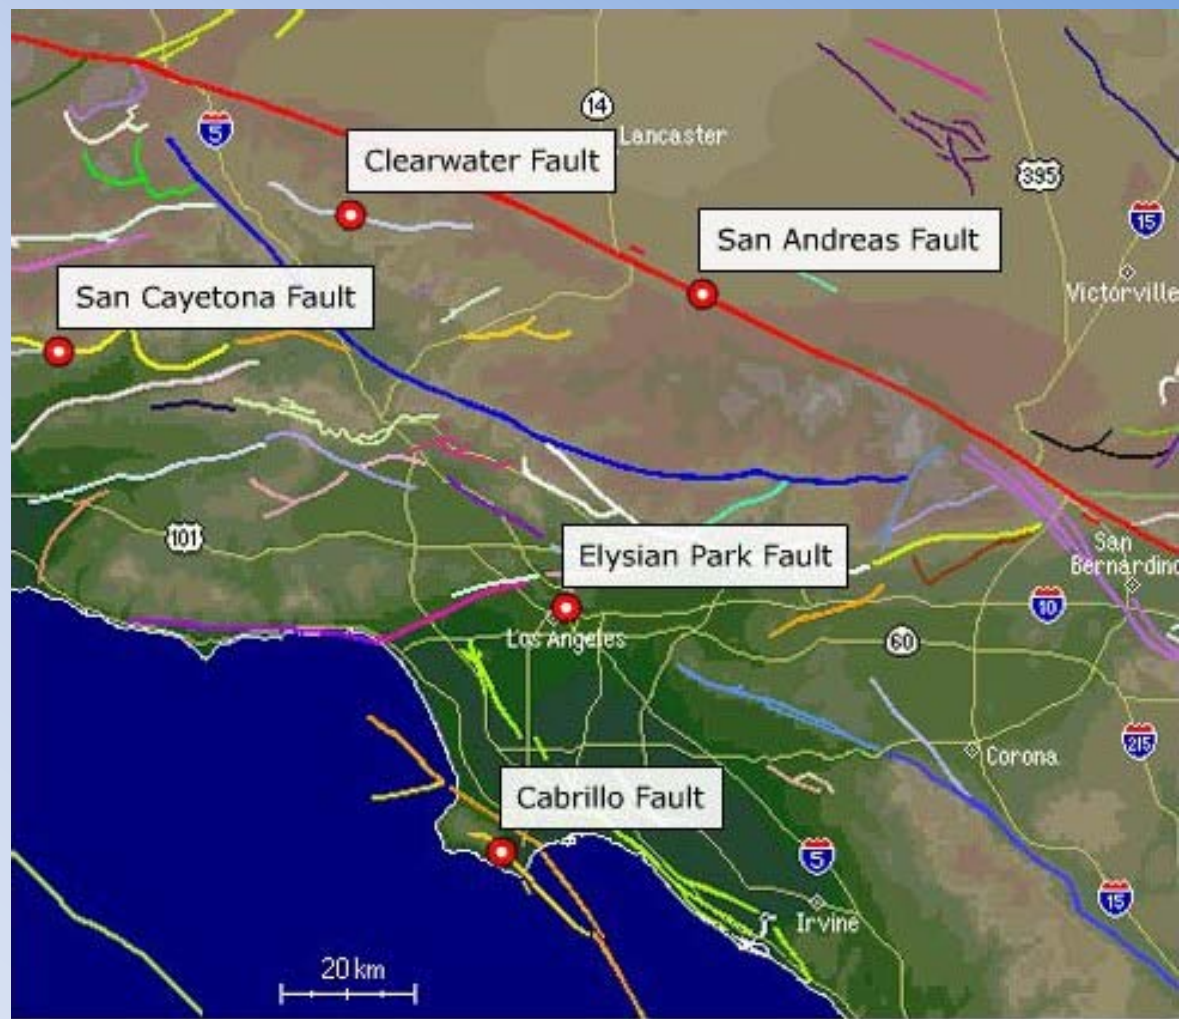 14
5
Lancaster
Clearwater Fault
395
15
San Andreas Fault
Victorville
San Cayetona Fault
101
Elysian Park Fault
San
Bernardino
10
Los Angeles
60
215
Corona
Cabrillo Fault
5
15
Irvine
20 km